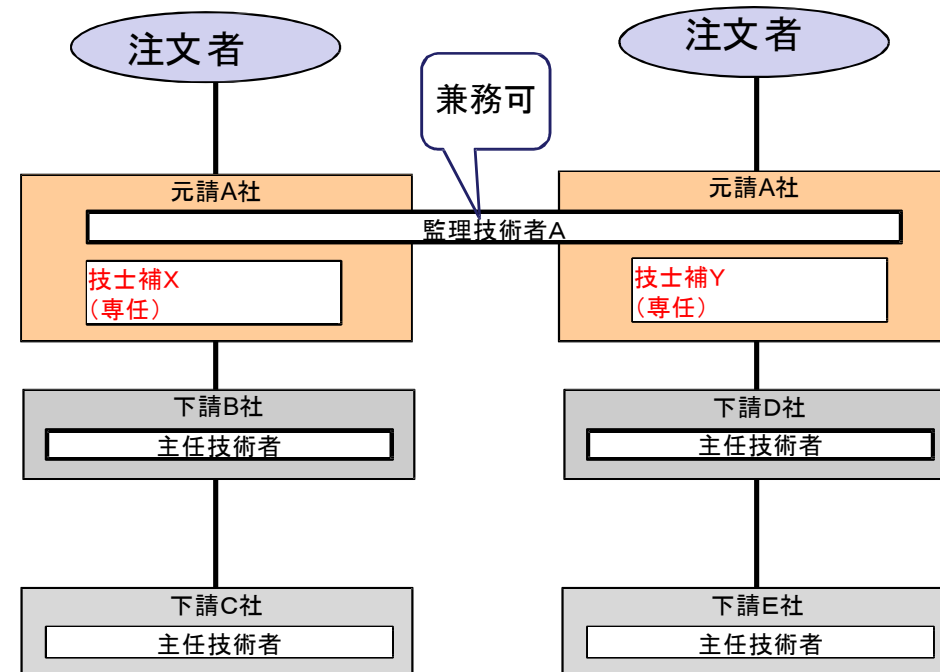 注文者
注文者
兼務可
元請A社
元請A社
監理技術者A
技士補X
（専任）
技士補Y
（専任）
下請B社
主任技術者
下請D社
主任技術者
下請C社
主任技術者
下請E社
主任技術者